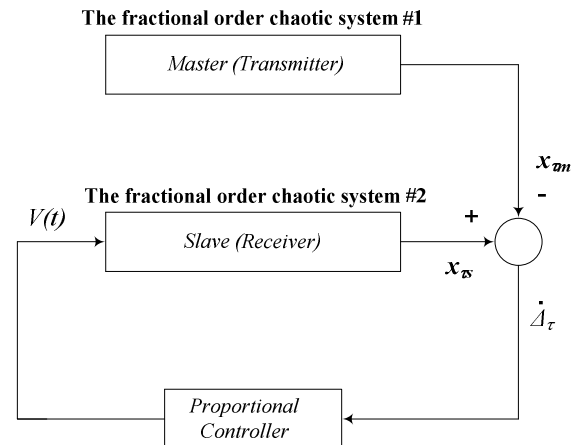 The fractional order chaotic system #1
Master (Transmitter)
x_τm
-
The fractional order chaotic system #2
V(t)
+
Slave (Receiver)
x_τs
Δ̇_τ
Proportional
Controller